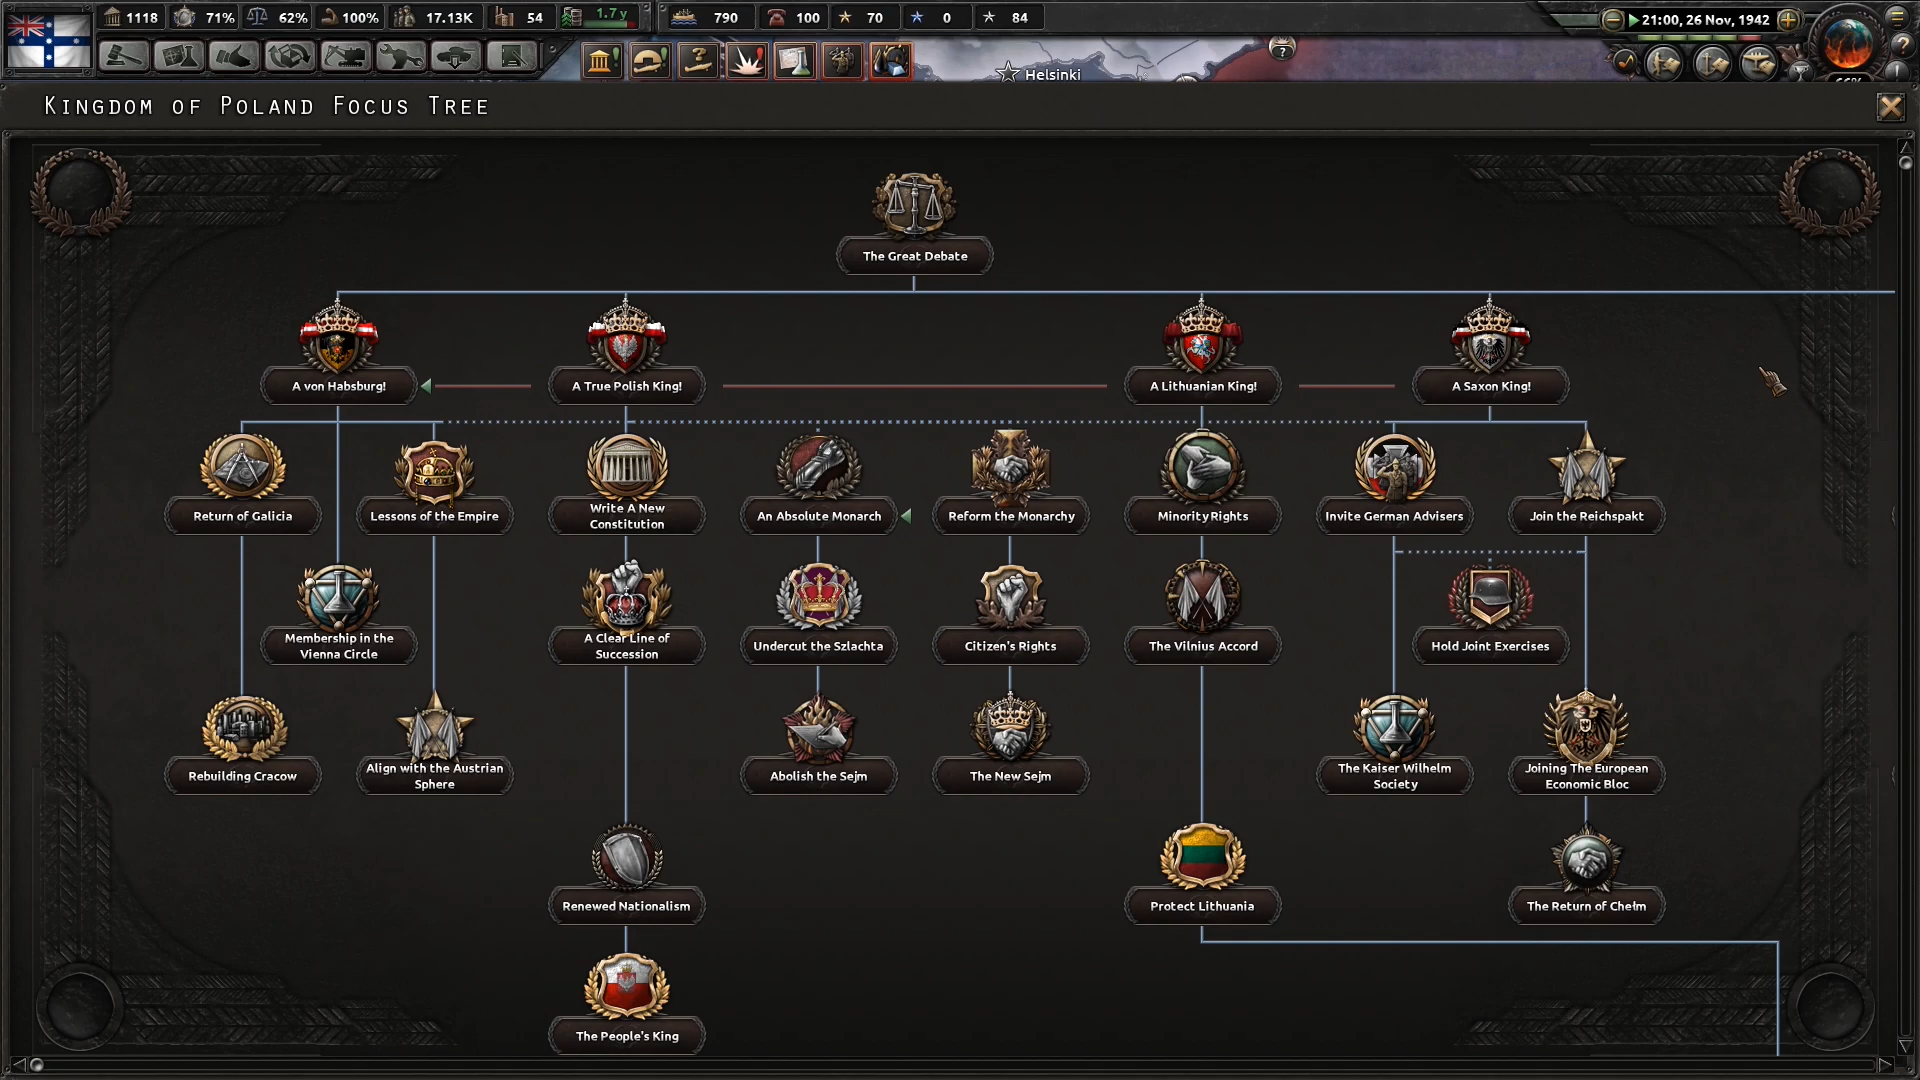 1118
71%
62%
100%
17.13K
54
1.7 y
790
100
70
0
84
21:00, 26 Nov, 1942
Helsinki
Kingdom of Poland Focus Tree
The Great Debate
A von Habsburg!
A True Polish King!
A Lithuanian King!
A Saxon King!
Return of Galicia
Lessons of the Empire
Write A New
Constitution
An Absolute Monarch
Reform the Monarchy
Minority Rights
Invite German Advisers
Join the Reichspakt
Membership in the
Vienna Circle
A Clear Line of
Succession
Undercut the Szlachta
Citizen's Rights
The Vilnius Accord
Hold Joint Exercises
Rebuilding Cracow
Align with the Austrian
Sphere
Abolish the Sejm
The New Sejm
The Kaiser Wilhelm
Society
Joining The European
Economic Bloc
Renewed Nationalism
Protect Lithuania
The Return of Chełm
The People's King